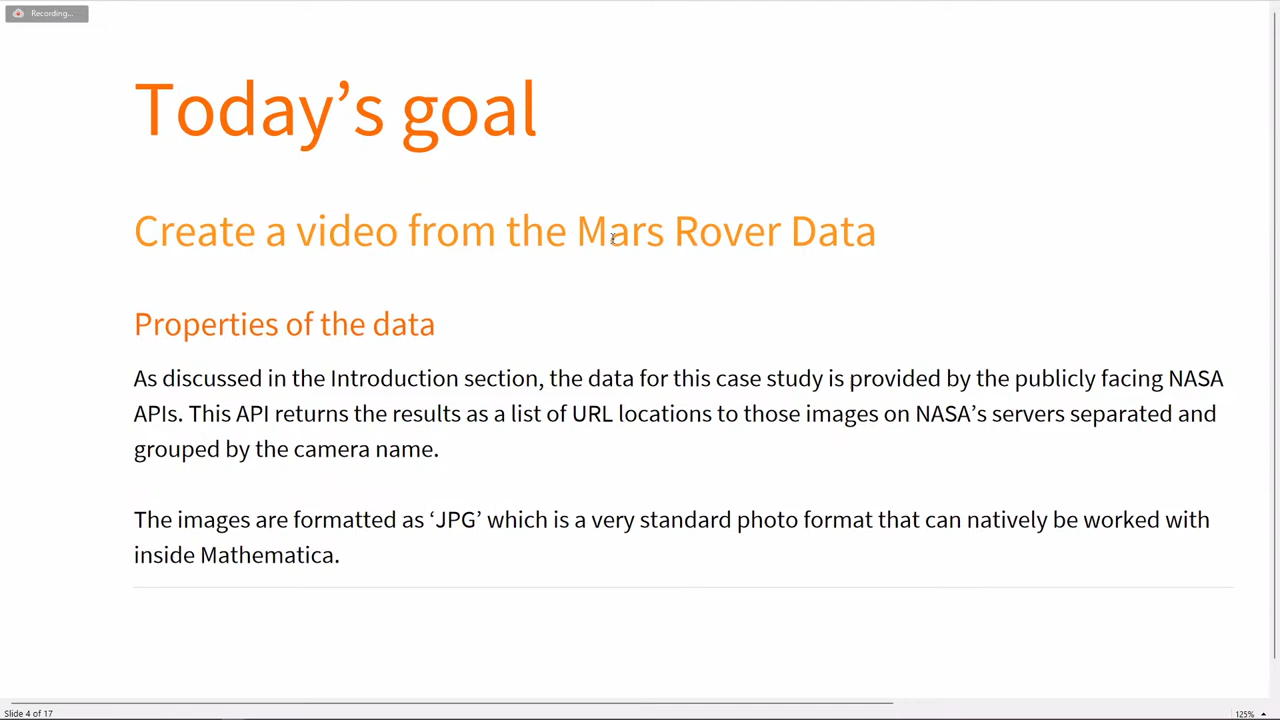 Recording...
Today’s goal
Create a video from the Mars Rover Data
Properties of the data
As discussed in the Introduction section, the data for this case study is provided by the publicly facing NASA
APIs. This API returns the results as a list of URL locations to those images on NASA’s servers separated and
grouped by the camera name.
The images are formatted as ‘JPG’ which is a very standard photo format that can natively be worked with
inside Mathematica.
Slide 4 of 17
125%